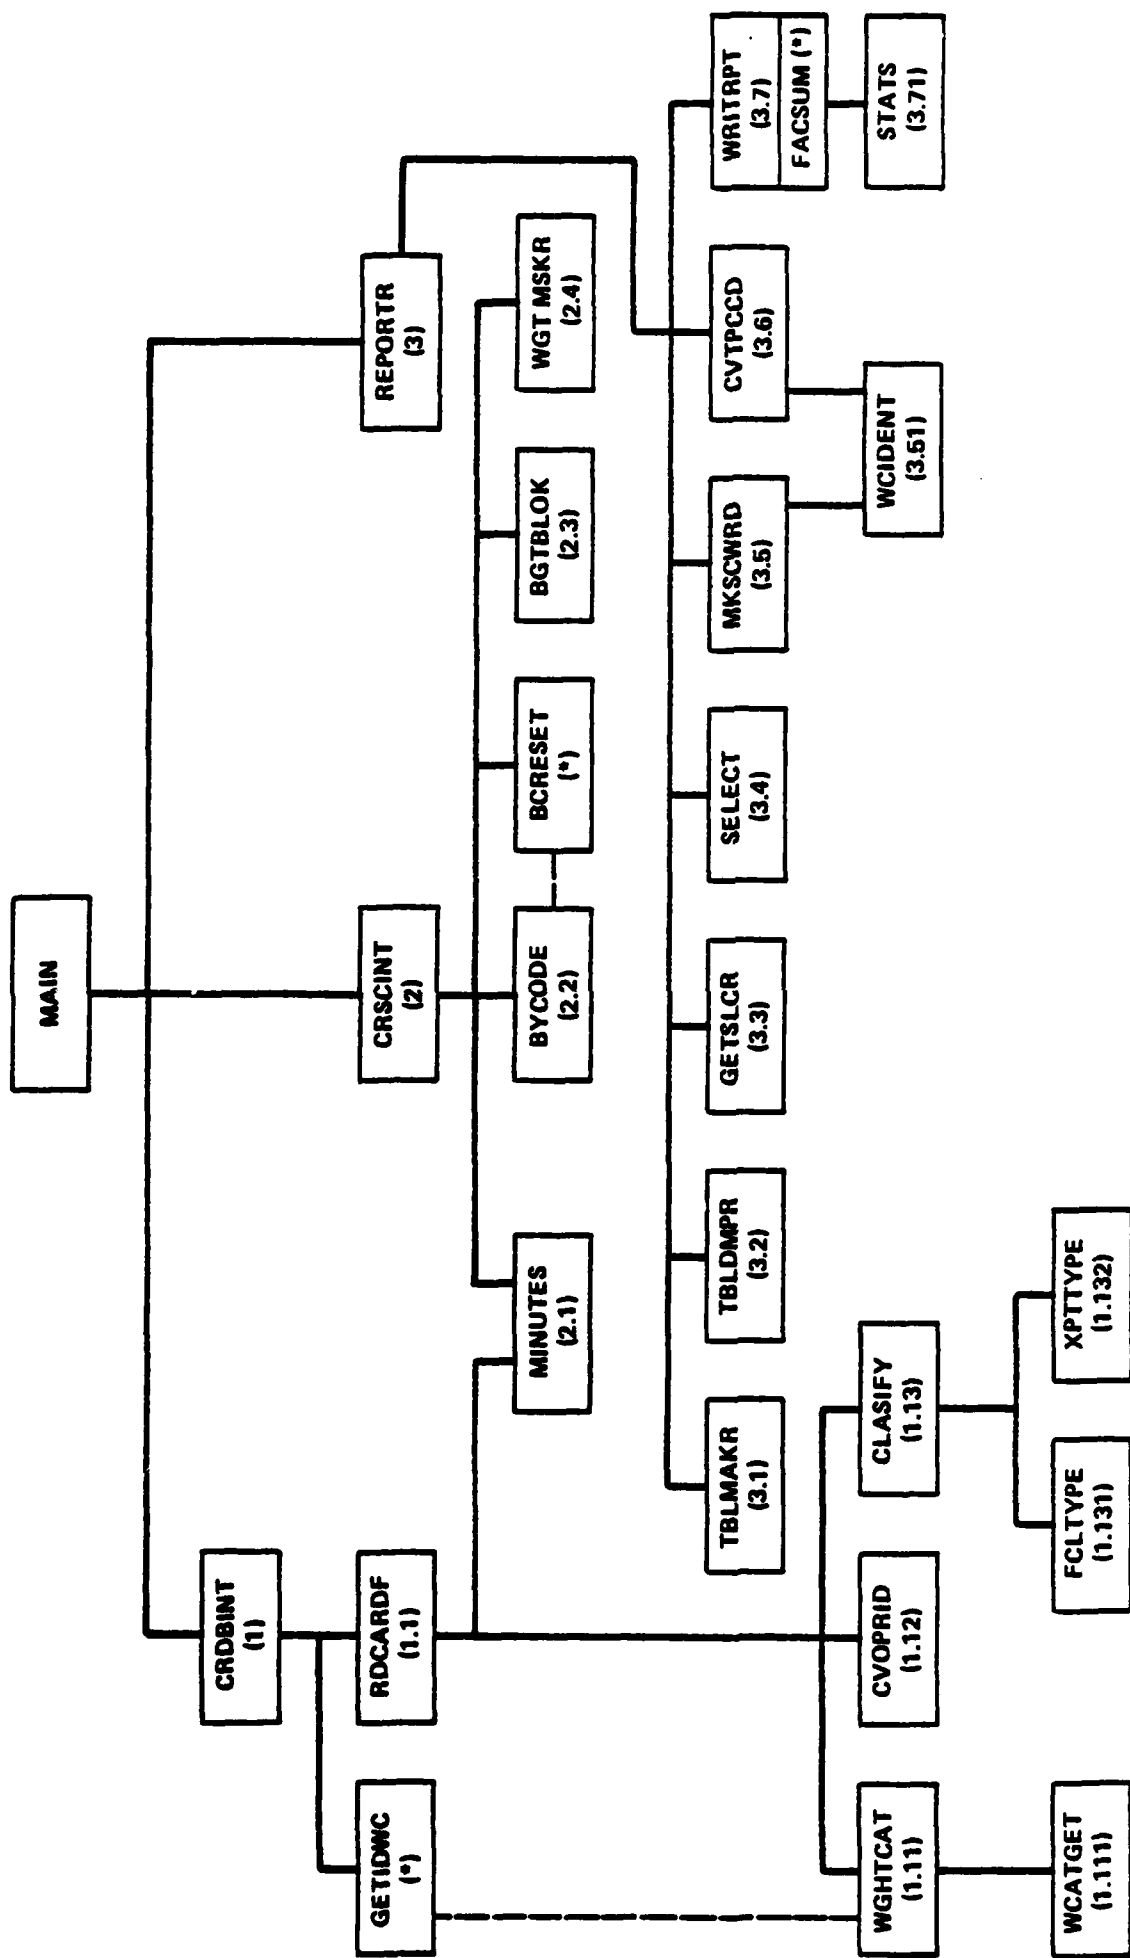 MAIN
CRDBINT
(1)
CRSCINT
(2)
REPORTR
(3)
GETIDWC
(*)
RDCARDF
(1.1)
MINUTES
(2.1)
BYCODE
(2.2)
BCRESET
(*)
BGTBLOK
(2.3)
WGT MSKR
(2.4)
TBLMAKR
(3.1)
TBLDMPR
(3.2)
GETSLCR
(3.3)
SELECT
(3.4)
MKSCWRD
(3.5)
CVTPCCD
(3.6)
WRITRPT
(3.7)
FACSUM (*)
WGHTCAT
(1.11)
CVOPRID
(1.12)
CLASIFY
(1.13)
WCIDENT
(3.51)
STATS
(3.71)
WCATGET
(1.111)
FCLTYPE
(1.131)
XPTTYPE
(1.132)